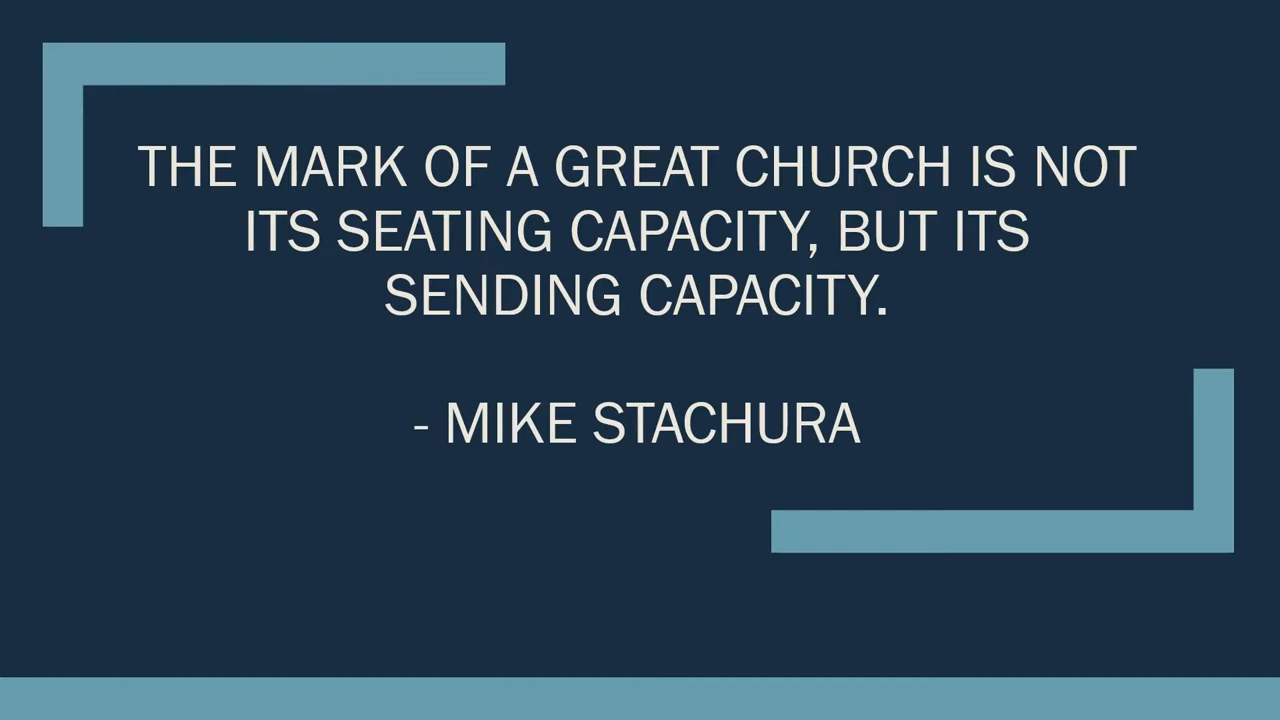 THE MARK OF A GREAT CHURCH IS NOT
ITS SEATING CAPACITY, BUT ITS
SENDING CAPACITY.
- MIKE STACHURA